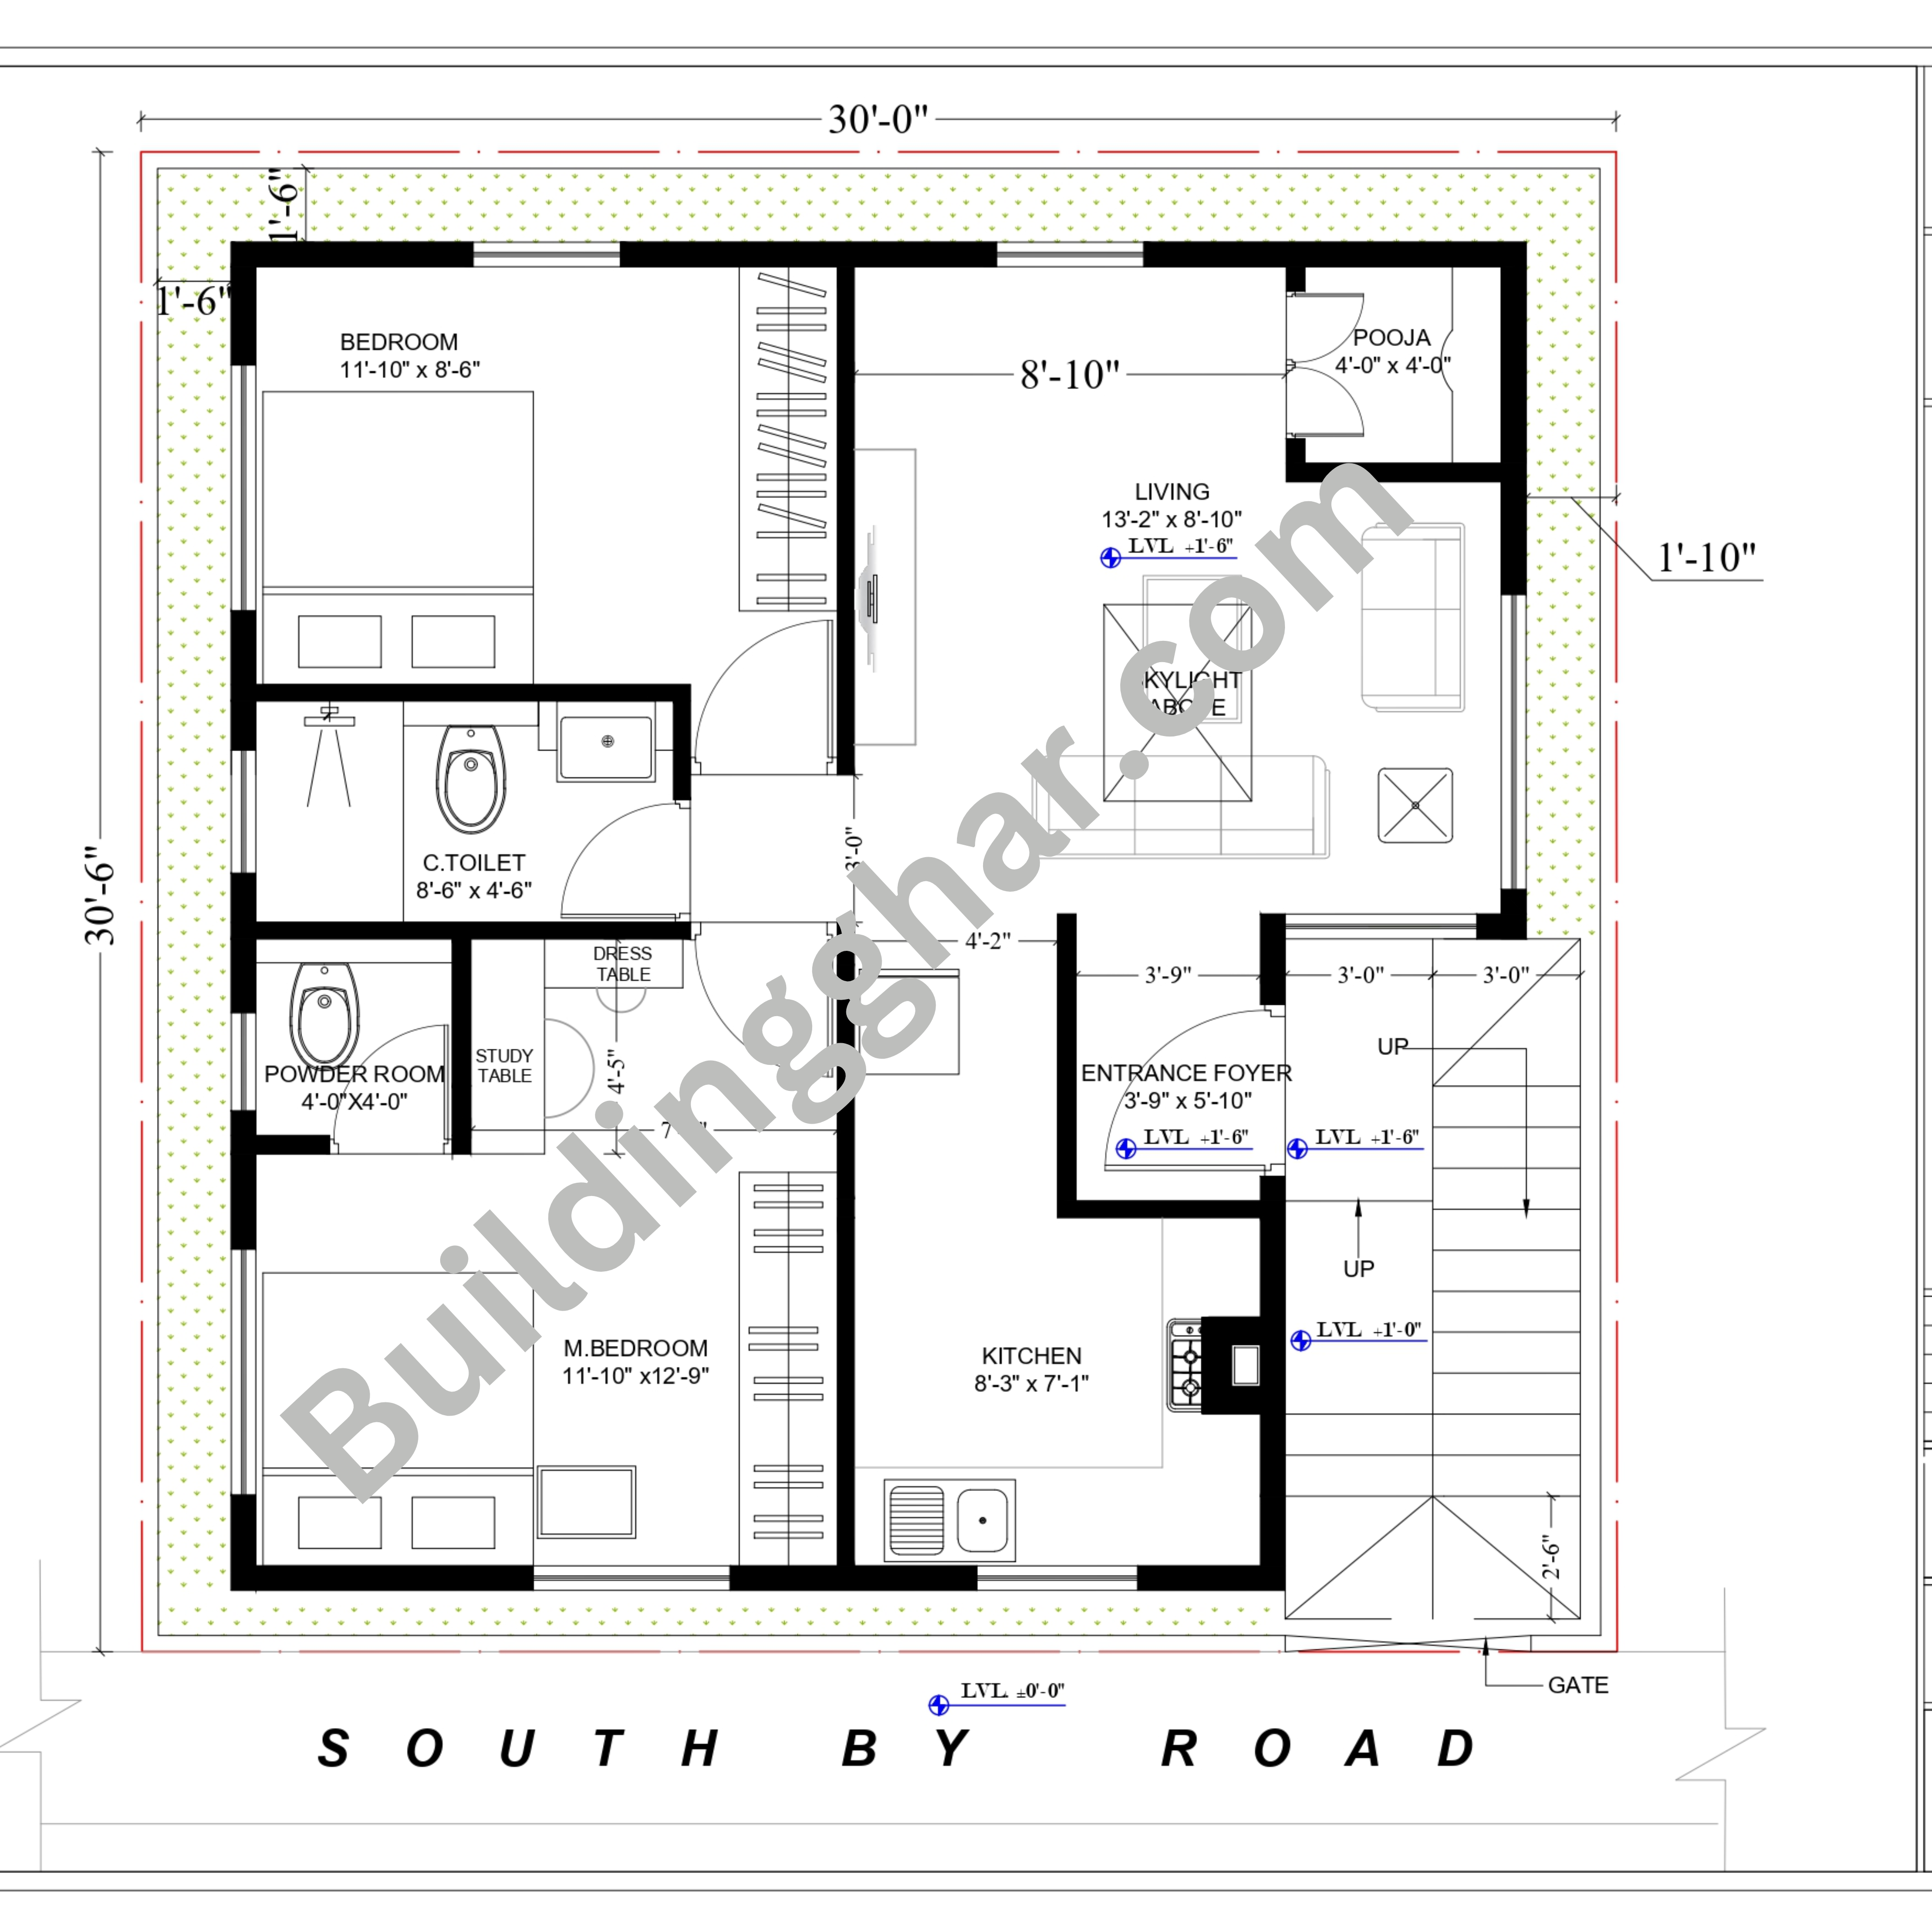 30'-0"
1'-6"
1'-6"
BEDROOM
11'-10" x 8'-6"
8'-10"
POOJA
4'-0" x 4'-0"
LIVING
13'-2" x 8'-10"
LVL +1'-6"
1'-10"
SKYLIGHT
ABOVE
30'-6"
C.TOILET
8'-6" x 4'-6"
3'-0"
DRESS
TABLE
4'-2"
3'-9"
3'-0"
3'-0"
STUDY
TABLE
4'-5"
UP
POWDER ROOM
4'-0"X4'-0"
ENTRANCE FOYER
3'-9" x 5'-10"
LVL +1'-6"
LVL +1'-6"
UP
LVL +1'-0"
M.BEDROOM
11'-10" x12'-9"
KITCHEN
8'-3" x 7'-1"
2'-6"
GATE
LVL ±0'-0"
SOUTH BY ROAD
Buildingghar.com